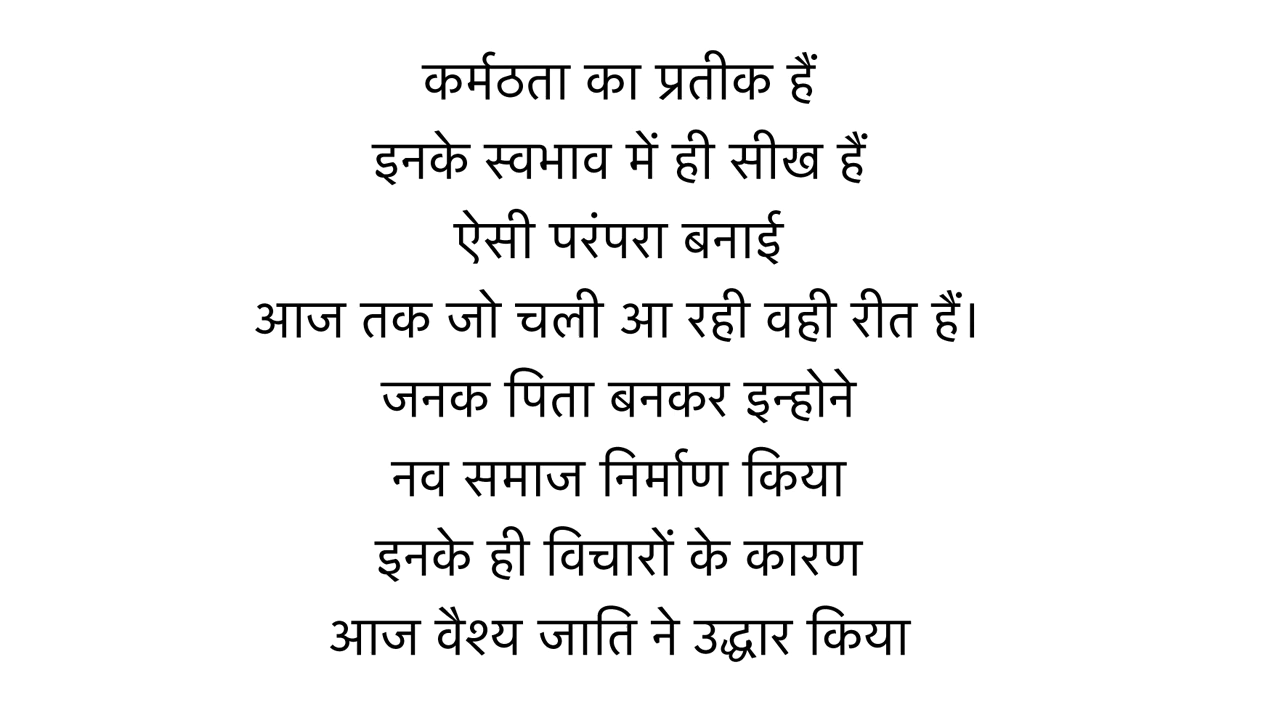 कर्मठता का प्रतीक हैं
इनके स्वभाव में ही सीख हैं
ऐसी परंपरा बनाई
आज तक जो चली आ रही वही रीत हैं।
जनक पिता बनकर इन्होने
नव समाज निर्माण किया
इनके ही विचारों के कारण
आज वैश्य जाति ने उद्धार किया